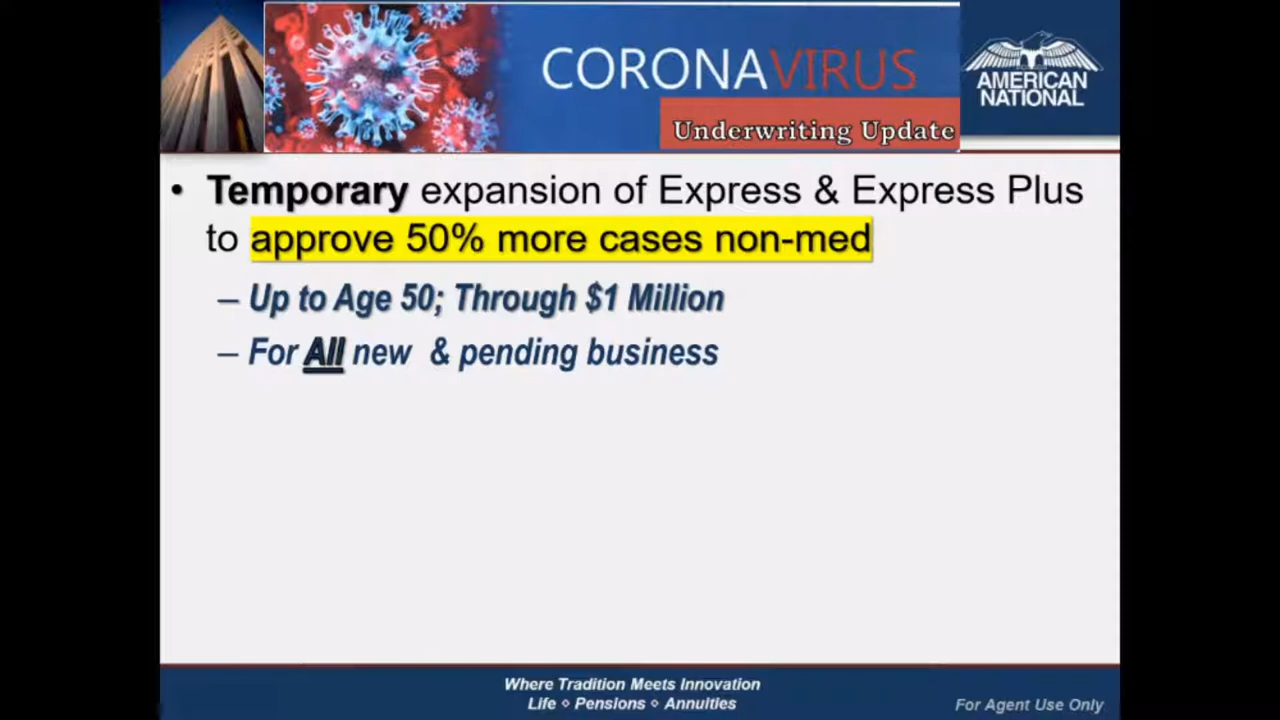 CORONAVIRUS
Underwriting Update
AMERICAN
NATIONAL
• Temporary expansion of Express & Express Plus
to approve 50% more cases non-med
– Up to Age 50; Through $1 Million
– For All new & pending business
Where Tradition Meets Innovation
Life ⋄ Pensions ⋄ Annuities
For Agent Use Only